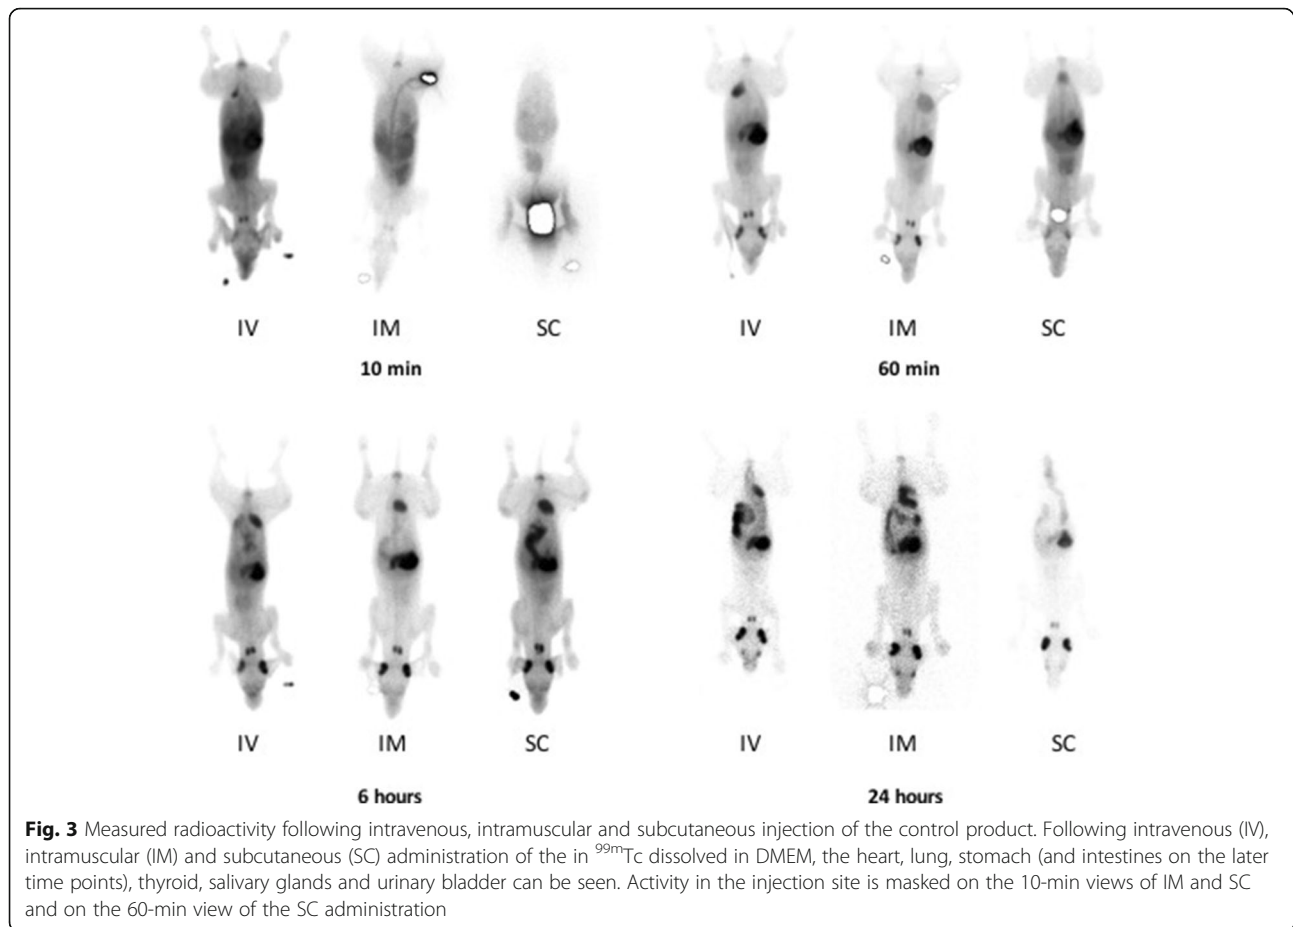 IV IM SC
10 min
IV IM SC
60 min
IV IM SC
6 hours
IV IM SC
24 hours
Fig. 3 Measured radioactivity following intravenous, intramuscular and subcutaneous injection of the control product. Following intravenous (IV),
intramuscular (IM) and subcutaneous (SC) administration of the in 99mTc dissolved in DMEM, the heart, lung, stomach (and intestines on the later
time points), thyroid, salivary glands and urinary bladder can be seen. Activity in the injection site is masked on the 10-min views of IM and SC
and on the 60-min view of the SC administration